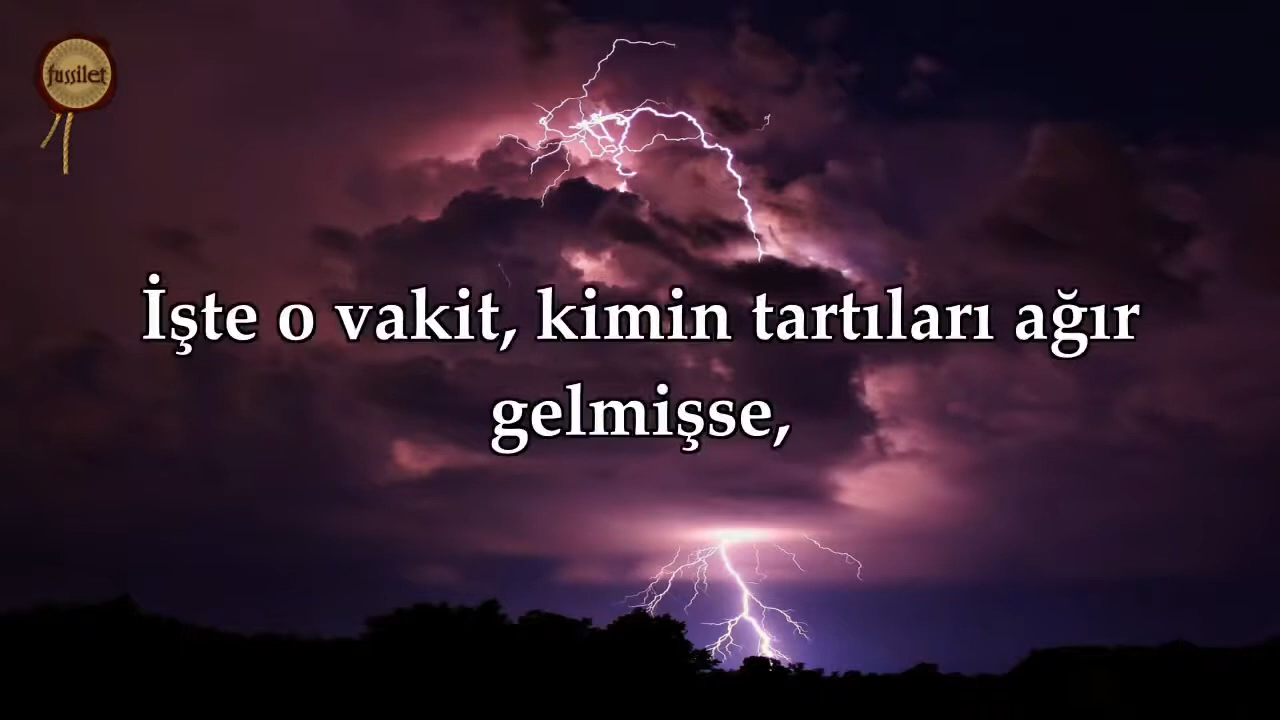 fussilet
İşte o vakit, kimin tartıları ağır
gelmişse,